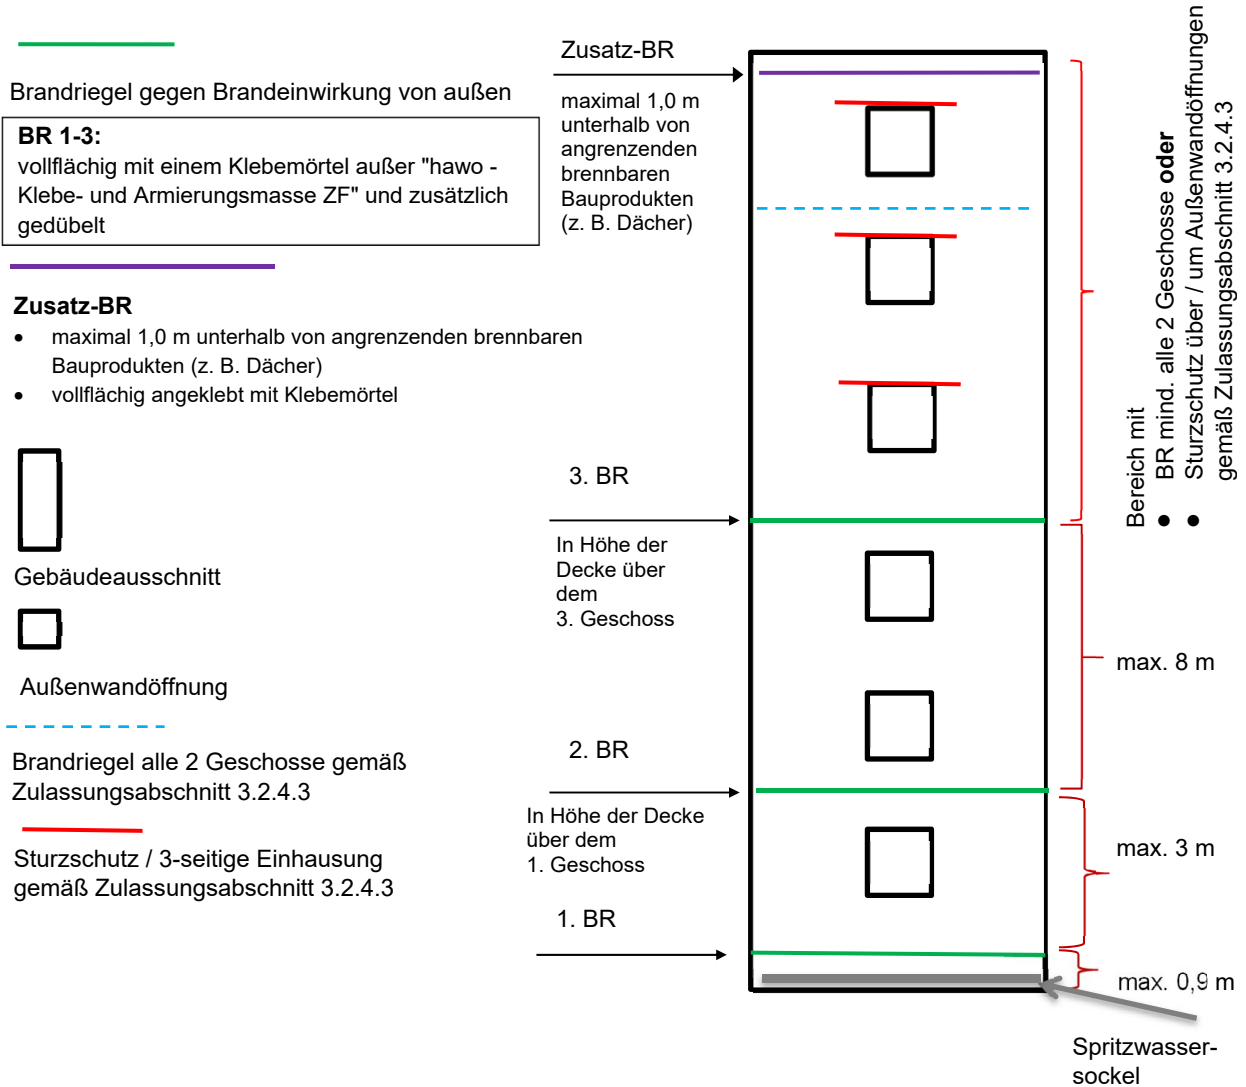 Brandriegel gegen Brandeinwirkung von außen
BR 1-3:
vollflächig mit einem Klebemörtel außer "hawo -
Klebe- und Armierungsmasse ZF" und zusätzlich
gedübelt
Zusatz-BR
• maximal 1,0 m unterhalb von angrenzenden brennbaren
Bauprodukten (z. B. Dächer)
• vollflächig angeklebt mit Klebemörtel
Gebäudeausschnitt
Außenwandöffnung
Brandriegel alle 2 Geschosse gemäß
Zulassungsabschnitt 3.2.4.3
Sturzschutz / 3-seitige Einhausung
gemäß Zulassungsabschnitt 3.2.4.3
Zusatz-BR
maximal 1,0 m
unterhalb von
angrenzenden
brennbaren
Bauprodukten
(z. B. Dächer)
3. BR
In Höhe der
Decke über
dem
3. Geschoss
2. BR
In Höhe der Decke
über dem
1. Geschoss
1. BR
Bereich mit
● BR mind. alle 2 Geschosse oder
● Sturzschutz über / um Außenwandöffnungen
gemäß Zulassungsabschnitt 3.2.4.3
max. 8 m
max. 3 m
max. 0,9 m
Spritzwasser-
sockel